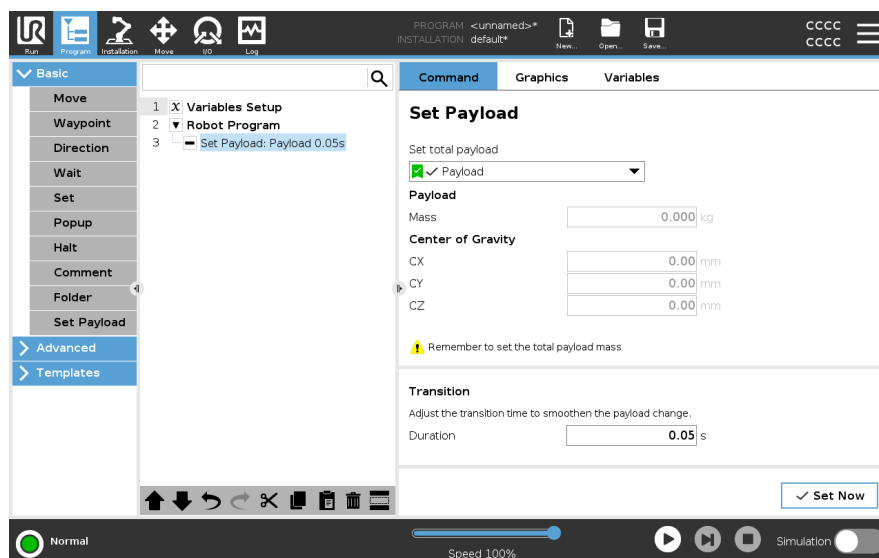 PROGRAM <unnamed>*
INSTALLATION default*
cccc
cccc
Run Program Installation Move I/O Log New... Open... Save...
Basic
Move
Waypoint
Direction
Wait
Set
Popup
Halt
Comment
Folder
Set Payload
Advanced
Templates
1 X Variables Setup
2 Robot Program
3 Set Payload: Payload 0.05s
Command Graphics Variables
Set Payload
Set total payload
Payload
Payload
Mass 0.000 kg
Center of Gravity
CX 0.00 mm
CY 0.00 mm
CZ 0.00 mm
Remember to set the total payload mass
Transition
Adjust the transition time to smoothen the payload change.
Duration 0.05 s
Set Now
Normal
Speed 100%
Simulation